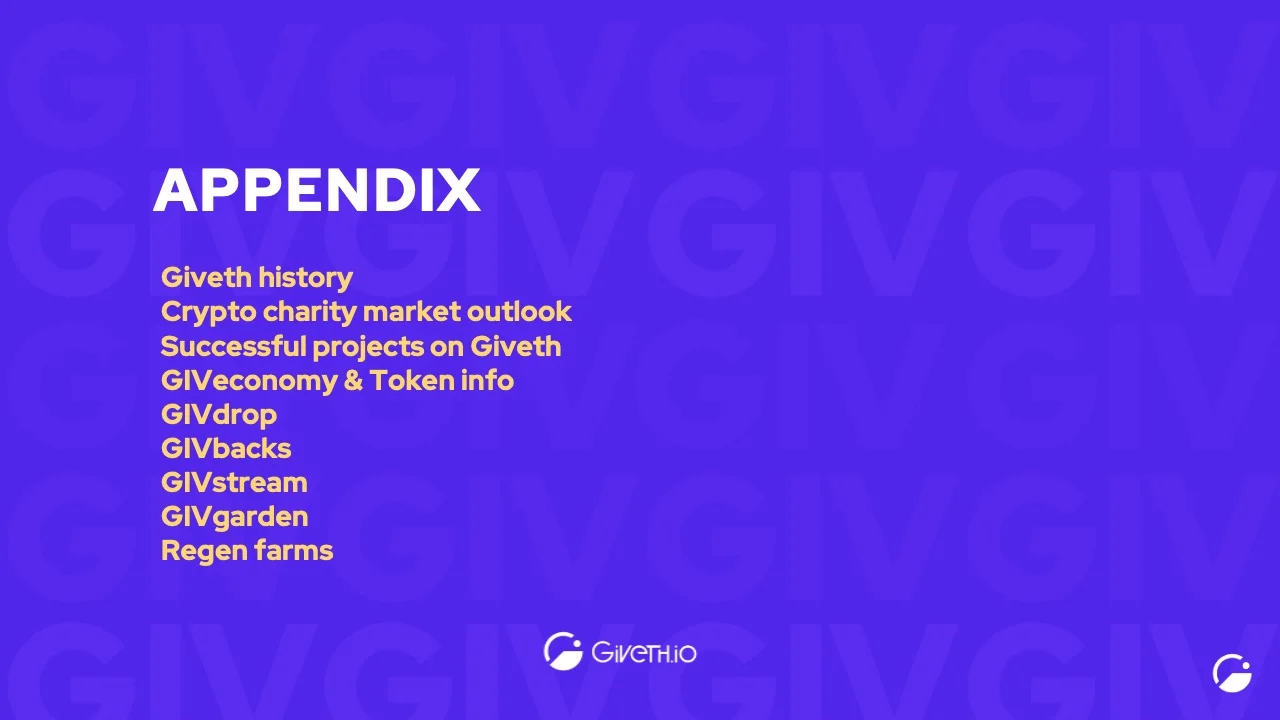 APPENDIX
Giveth history
Crypto charity market outlook
Successful projects on Giveth
GIVeconomy & Token info
GIVdrop
GIVbacks
GIVstream
GIVgarden
Regen farms
GIVETH.iO